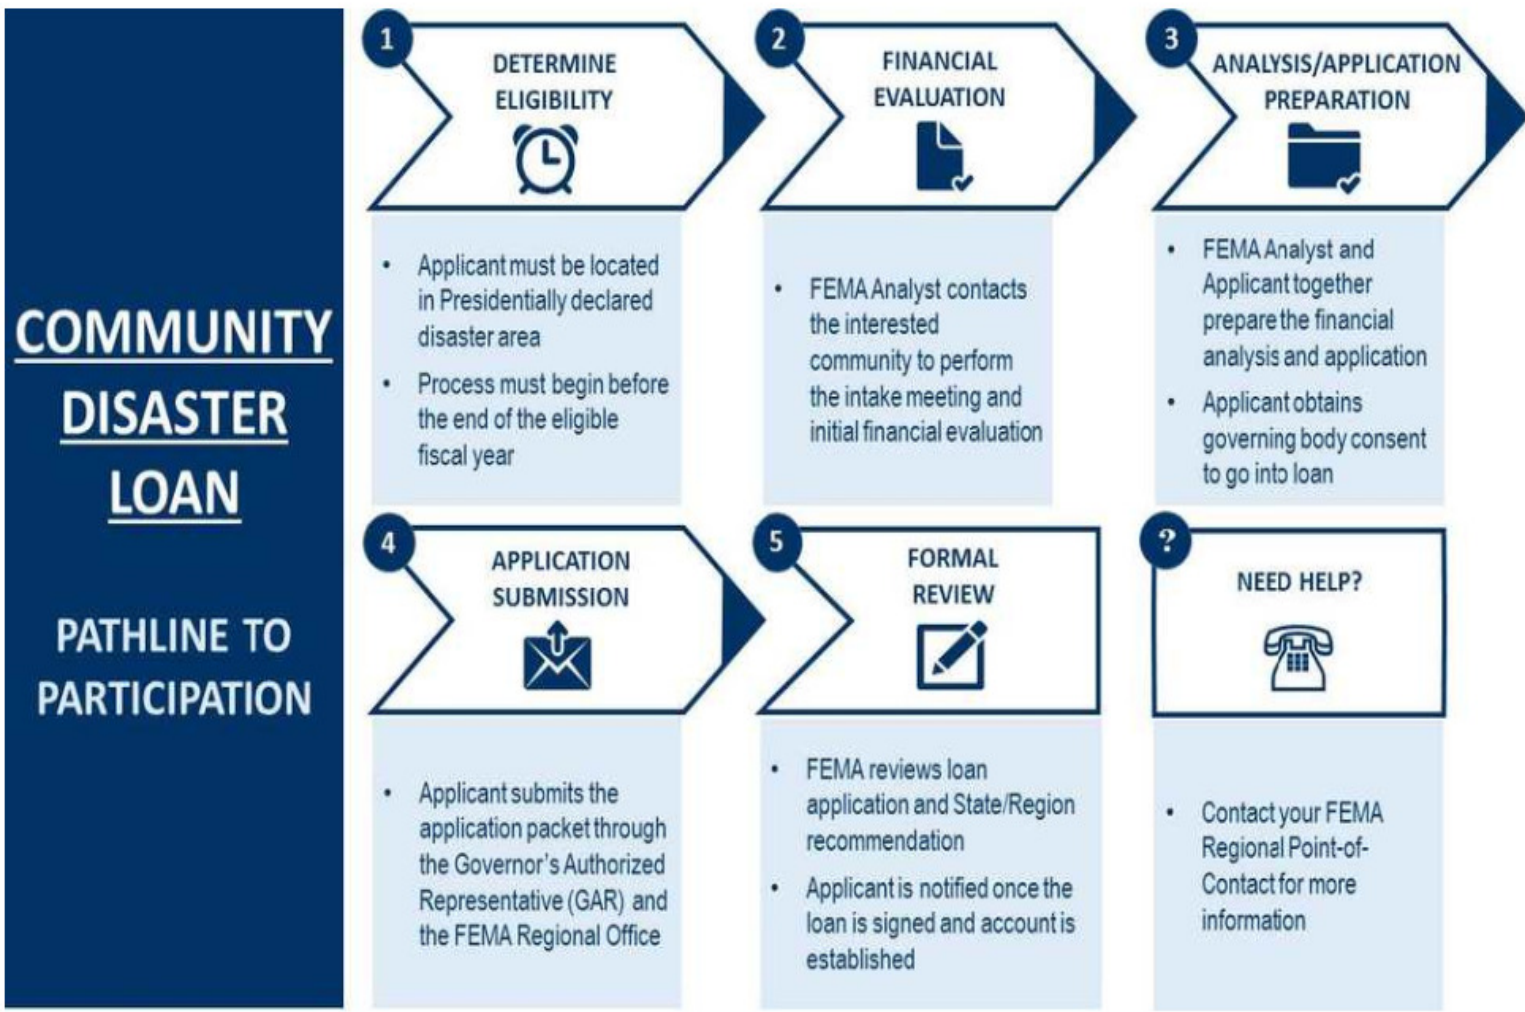 COMMUNITY
DISASTER
LOAN
PATHLINE TO
PARTICIPATION
1
DETERMINE
ELIGIBILITY
• Applicant must be located
in Presidentially declared
disaster area
• Process must begin before
the end of the eligible
fiscal year
2
FINANCIAL
EVALUATION
• FEMA Analyst contacts
the interested
community to perform
the intake meeting and
initial financial evaluation
3
ANALYSIS/APPLICATION
PREPARATION
• FEMA Analyst and
Applicant together
prepare the financial
analysis and application
• Applicant obtains
governing body consent
to go into loan
4
APPLICATION
SUBMISSION
• Applicant submits the
application packet through
the Governor's Authorized
Representative (GAR) and
the FEMA Regional Office
5
FORMAL
REVIEW
• FEMA reviews loan
application and State/Region
recommendation
• Applicant is notified once the
loan is signed and account is
established
?
NEED HELP?
• Contact your FEMA
Regional Point-of-
Contact for more
information